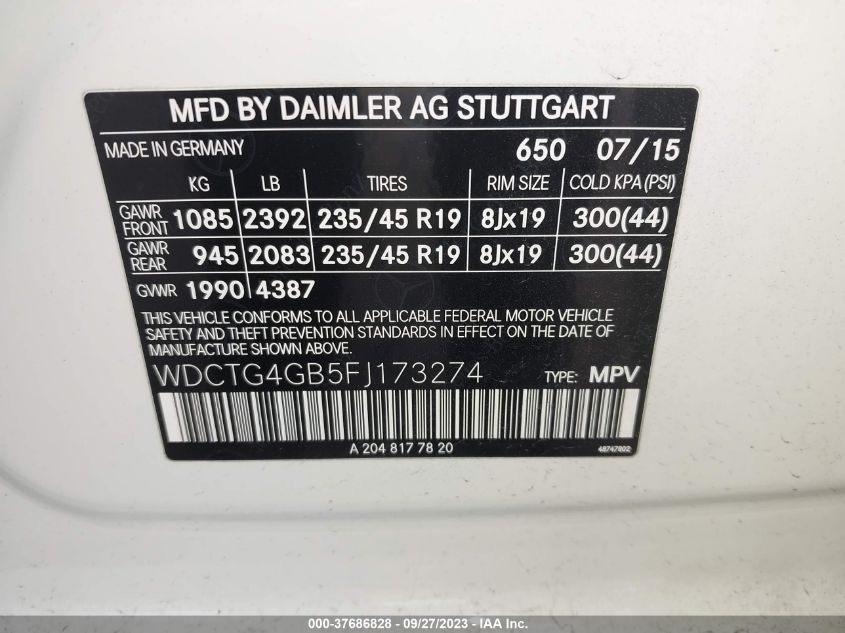 MFD BY DAIMLER AG STUTTGART
MADE IN GERMANY 650 07/15
KG LB TIRES RIM SIZE COLD KPA (PSI)
GAWR FRONT 1085 2392 235/45 R19 8Jx19 300(44)
GAWR REAR 945 2083 235/45 R19 8Jx19 300(44)
GVWR 1990 4387
THIS VEHICLE CONFORMS TO ALL APPLICABLE FEDERAL MOTOR VEHICLE
SAFETY AND THEFT PREVENTION STANDARDS IN EFFECT ON THE DATE OF
MANUFACTURE SHOWN ABOVE.
WDCTG4GB5FJ173274 TYPE: MPV
A 204 817 78 20 48747802
000-37686828 - 09/27/2023 - IAAI.com